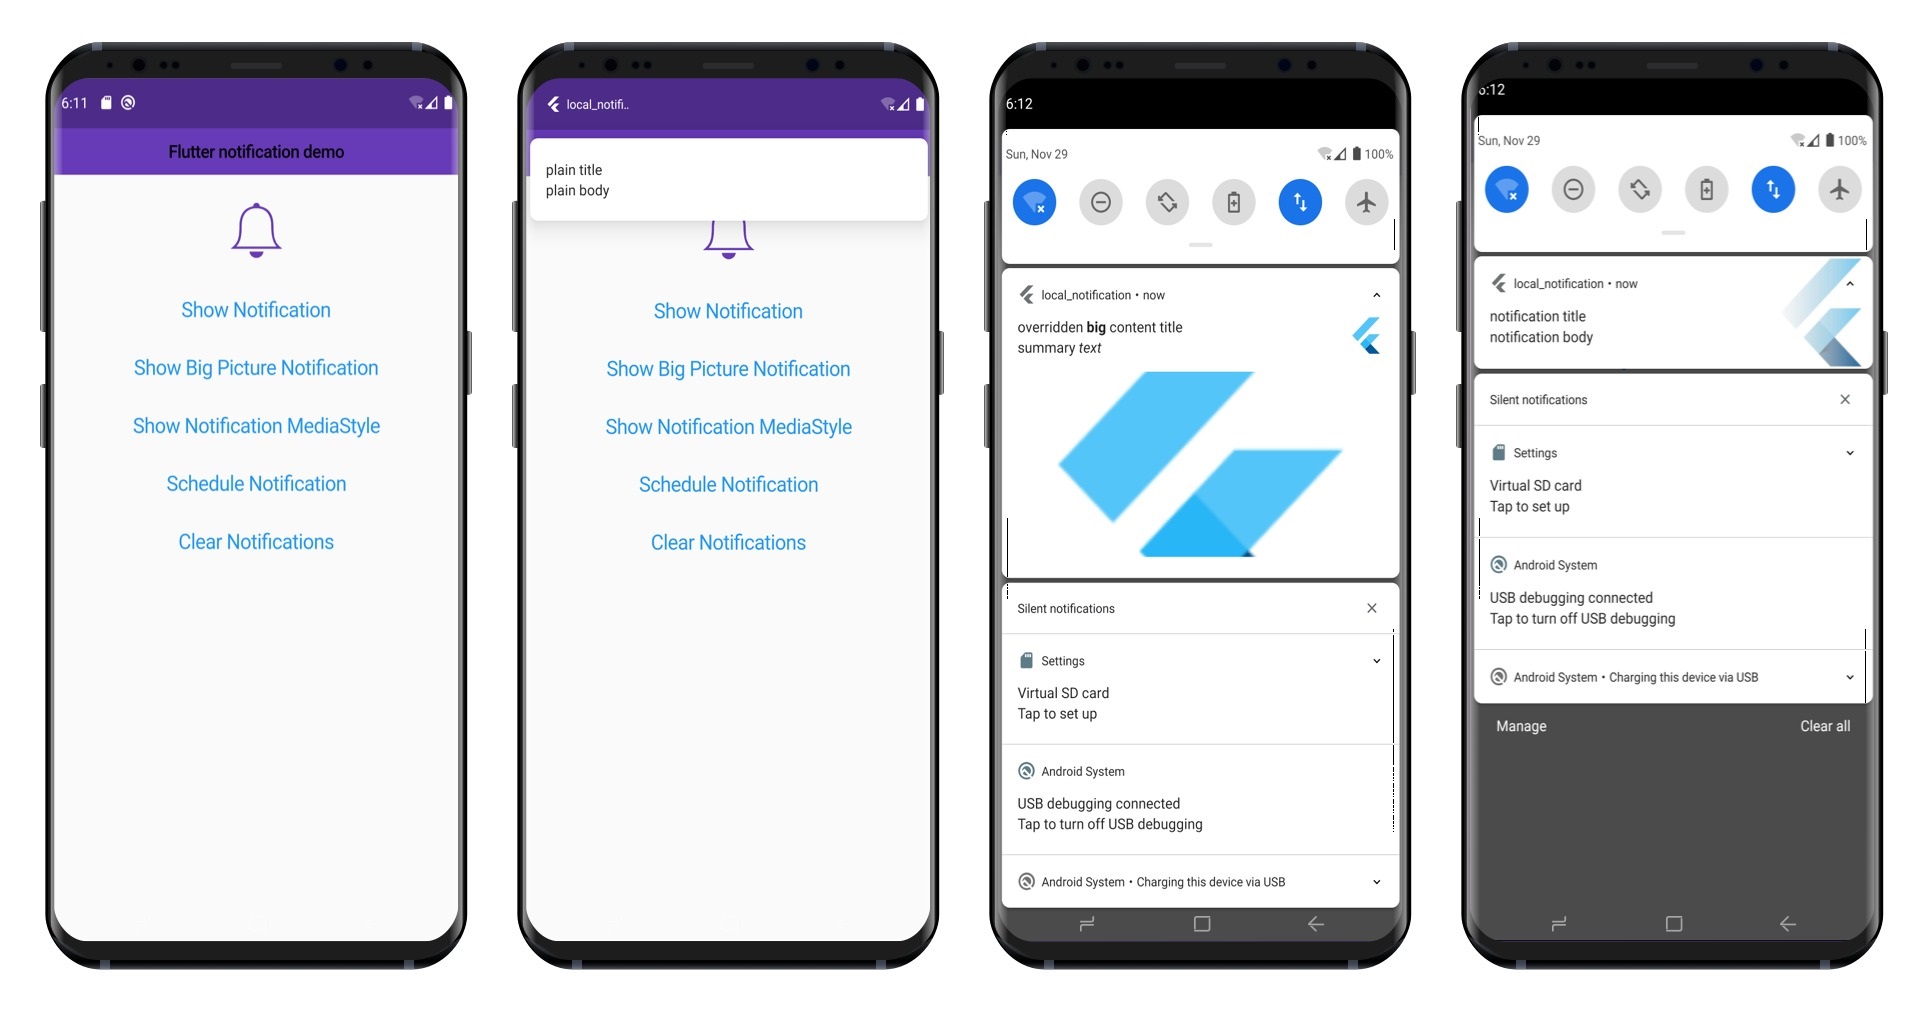 6:11
Flutter notification demo
Show Notification
Show Big Picture Notification
Show Notification MediaStyle
Schedule Notification
Clear Notifications
local_notifi..
plain title
plain body
Show Notification
Show Big Picture Notification
Show Notification MediaStyle
Schedule Notification
Clear Notifications
6:12
Sun, Nov 29
100%
local_notification • now
overridden big content title
summary text
Silent notifications
Settings
Virtual SD card
Tap to set up
Android System
USB debugging connected
Tap to turn off USB debugging
Android System • Charging this device via USB
6:12
Sun, Nov 29
100%
local_notification • now
notification title
notification body
Silent notifications
Settings
Virtual SD card
Tap to set up
Android System
USB debugging connected
Tap to turn off USB debugging
Android System • Charging this device via USB
Manage
Clear all